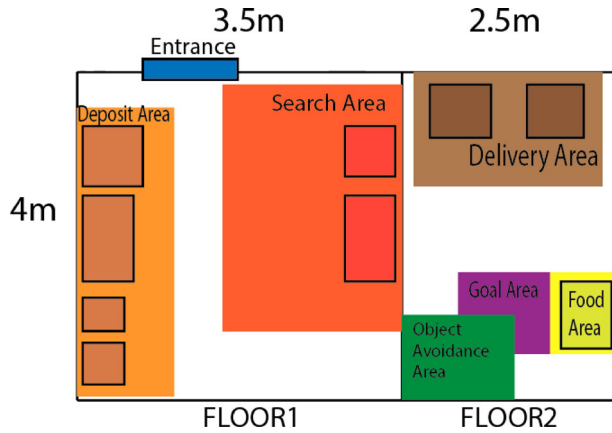 3.5m
2.5m
Entrance
Deposit Area
Search Area
Delivery Area
4m
Goal Area
Food
Area
Object
Avoidance
Area
FLOOR1
FLOOR2